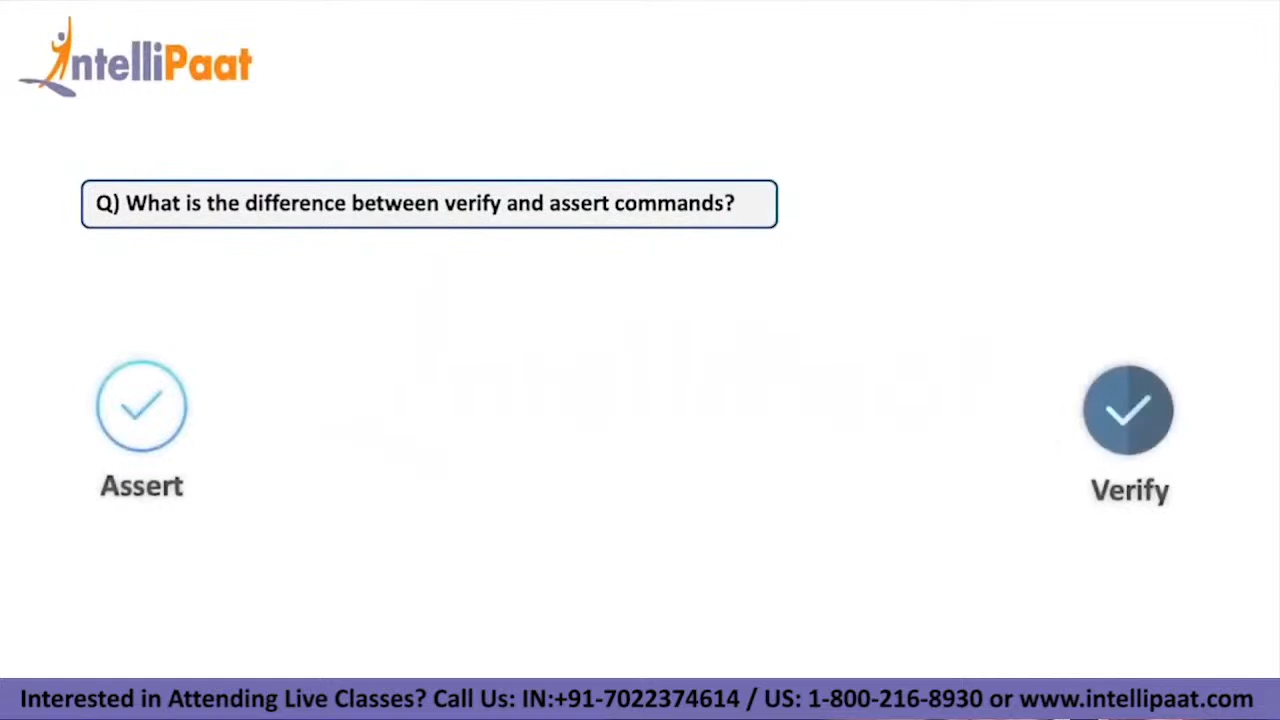 IntelliPaat
Q) What is the difference between verify and assert commands?
Assert
Verify
Interested in Attending Live Classes? Call Us: IN:+91-7022374614 / US: 1-800-216-8930 or www.intellipaat.com